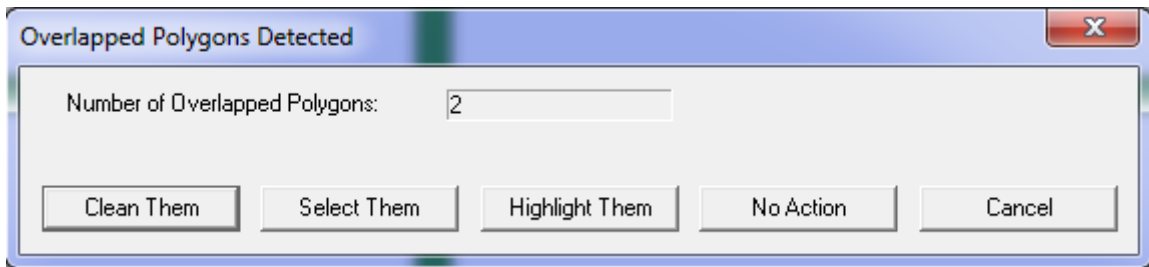 Overlapped Polygons Detected
Number of Overlapped Polygons: 2
Clean Them Select Them Highlight Them No Action Cancel